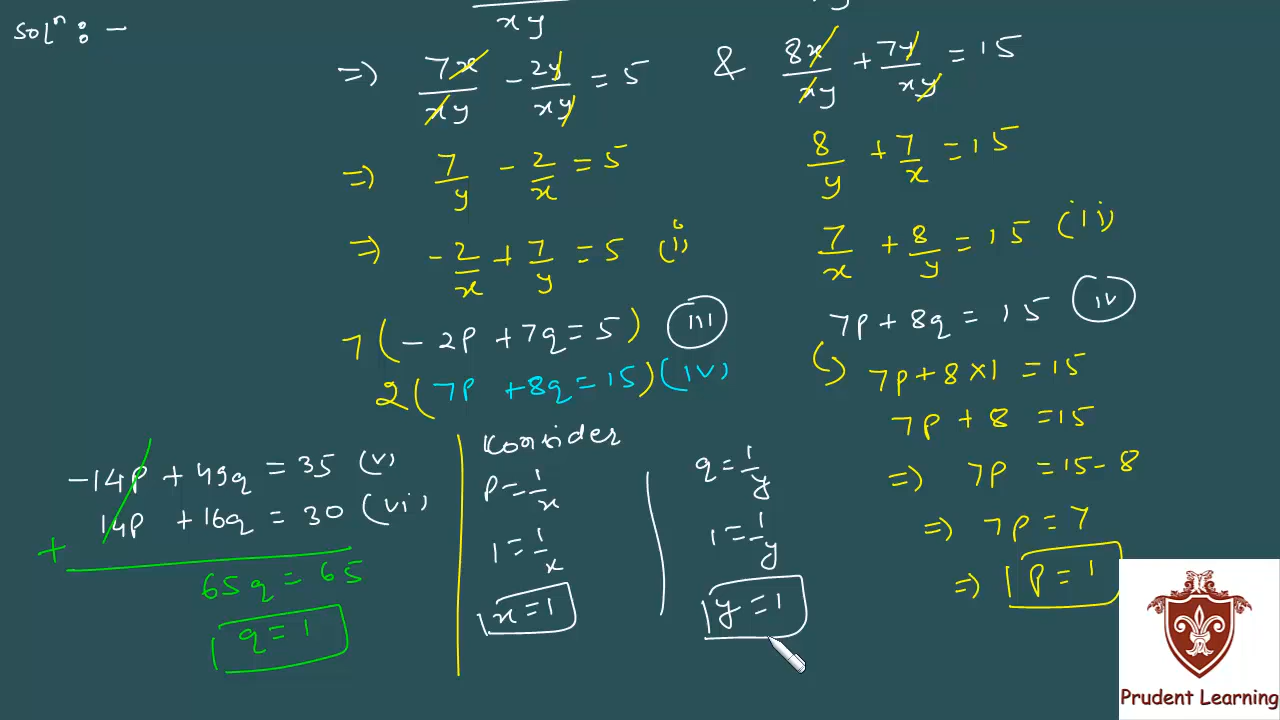 xy
y
Solⁿ : -
=) 7x/xy - 2y/xy = 5 & 8x/xy + 7y/xy = 15
=) 7/y - 2/x = 5
8/y + 7/x = 15
=) -2/x + 7/y = 5 (i)
7/x + 8/y = 15 (ii)
7(-2p + 7q = 5) (iii)
2(7p + 8q = 15) (iv)
7p + 8q = 15 (iv)
7p + 8×1 = 15
7p + 8 = 15
=) 7p = 15 - 8
=) 7p = 7
=) p = 1
-14p + 49q = 35 (v)
14p + 16q = 30 (vi)
+
65q = 65
q = 1
Consider
p = 1/x
1 = 1/x
x = 1
q = 1/y
1 = 1/y
y = 1
Prudent Learning